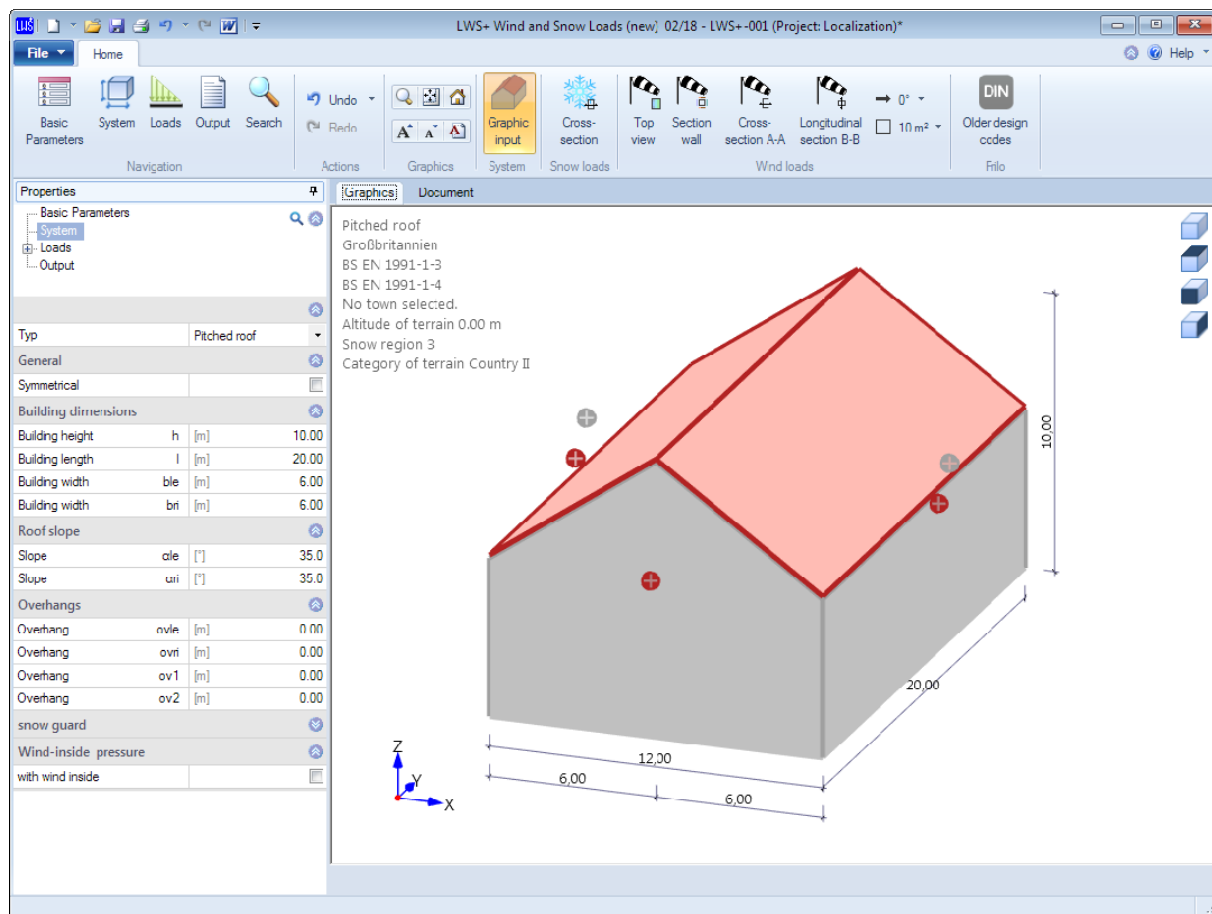 LWS LWS+ Wind and Snow Loads (new) 02/18 - LWS+-001 (Project: Localization)*
File Home Help
Basic Parameters
System
Loads
Output
Search
Navigation
Undo
Redo
Actions
A A A
Graphics
Graphic input
System
Cross-section
Snow loads
Top view
Section wall
Cross-section A-A
Longitudinal section B-B
0°
10 m²
Wind loads
DIN
Older design codes
Frilo
Properties
Basic Parameters
System
Loads
Output
Typ Pitched roof
General
Symmetrical
Building dimensions
Building height h [m] 10.00
Building length l [m] 20.00
Building width ble [m] 6.00
Building width bri [m] 6.00
Roof slope
Slope αle [°] 35.0
Slope αri [°] 35.0
Overhangs
Overhang ovle [m] 0.00
Overhang ovri [m] 0.00
Overhang ov1 [m] 0.00
Overhang ov2 [m] 0.00
snow guard
Wind-inside pressure
with wind inside
Graphics Document
Pitched roof
Großbritannien
BS EN 1991-1-3
BS EN 1991-1-4
No town selected.
Altitude of terrain 0.00 m
Snow region 3
Category of terrain Country II
10,00
20,00
12,00
6,00
6,00
Z
Y
X